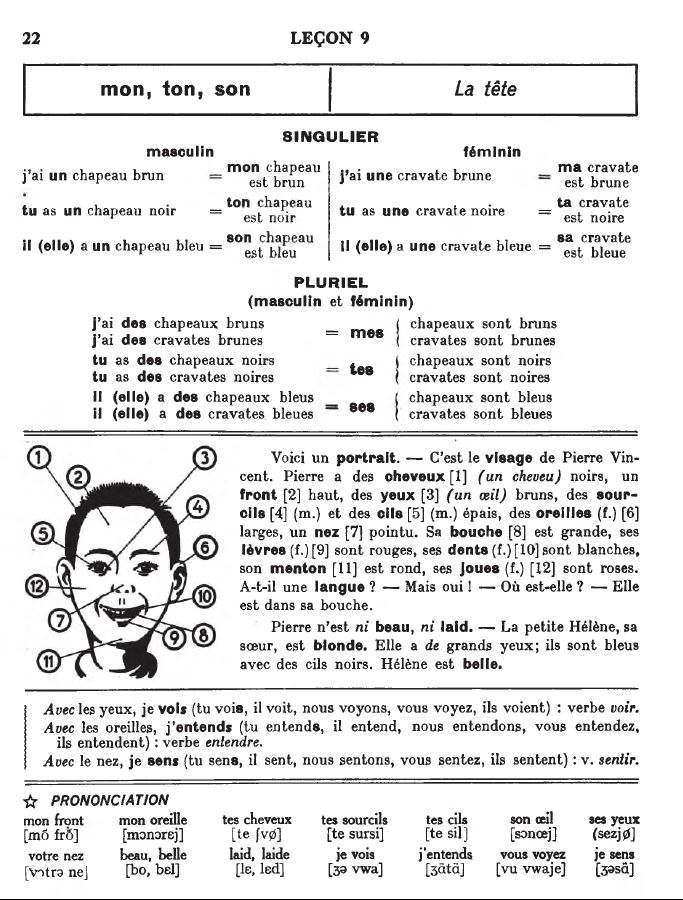 22 LEÇON 9
mon, ton, son La tête
SINGULIER
masculin féminin
j'ai un chapeau brun = mon chapeau est brun j'ai une cravate brune = ma cravate est brune
tu as un chapeau noir = ton chapeau est noir tu as une cravate noire = ta cravate est noire
il (elle) a un chapeau bleu = son chapeau est bleu il (elle) a une cravate bleue = sa cravate est bleue
PLURIEL
(masculin et féminin)
j'ai des chapeaux bruns
j'ai des cravates brunes
= mes
chapeaux sont bruns
cravates sont brunes
tu as des chapeaux noirs
tu as des cravates noires
= tes
chapeaux sont noirs
cravates sont noires
il (elle) a des chapeaux bleus
il (elle) a des cravates bleues
= ses
chapeaux sont bleus
cravates sont bleues
1
2
3
4
5
6
12
10
7
8
9
11
Voici un portrait. — C'est le visage de Pierre Vin-
cent. Pierre a des cheveux [1] (un cheveu) noirs, un
front [2] haut, des yeux [3] (un œil) bruns, des sour-
cils [4] (m.) et des cils [5] (m.) épais, des oreilles (f.) [6]
larges, un nez [7] pointu. Sa bouche [8] est grande, ses
lèvres (f.) [9] sont rouges, ses dents (f.) [10] sont blanches,
son menton [11] est rond, ses joues (f.) [12] sont roses.
A-t-il une langue ? — Mais oui ! — Où est-elle ? — Elle
est dans sa bouche.
Pierre n'est ni beau, ni laid. — La petite Hélène, sa
sœur, est blonde. Elle a de grands yeux; ils sont bleus
avec des cils noirs. Hélène est belle.
Avec les yeux, je vois (tu vois, il voit, nous voyons, vous voyez, ils voient) : verbe voir.
Avec les oreilles, j'entends (tu entends, il entend, nous entendons, vous entendez,
ils entendent) : verbe entendre.
Avec le nez, je sens (tu sens, il sent, nous sentons, vous sentez, ils sentent) : v. sentir.
☆ PRONONCIATION
mon front mon oreille tes cheveux tes sourcils tes cils son œil ses yeux
[mõ frõ] [mɔnɔrɛj] [te ʃvø] [te sursi] [te sil] [sɔnœj] (sezjø]
votre nez beau, belle laid, laide je vois j'entends vous voyez je sens
[vɔtrə ne] [bo, bɛl] [lɛ, lɛd] [ʒə vwa] [ʒãtã] [vu vwaje] [ʒəsã]